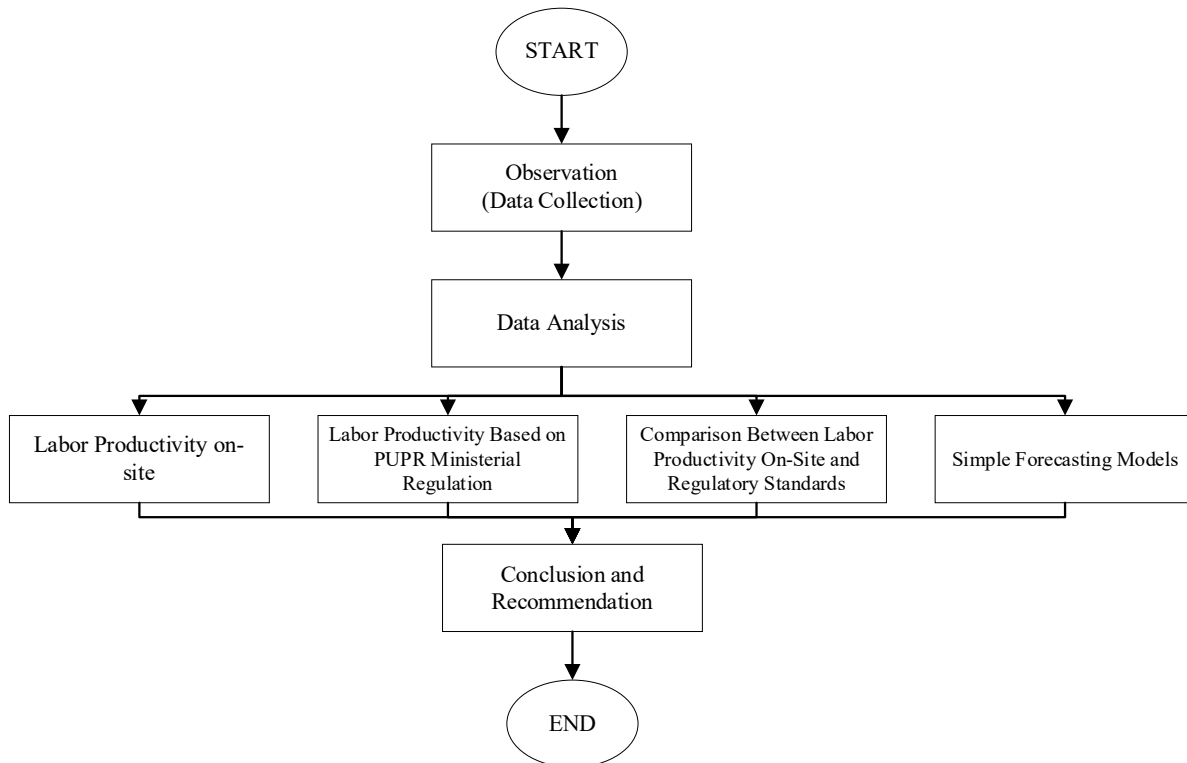 START
Observation
(Data Collection)
Data Analysis
Labor Productivity on-
site
Labor Productivity Based on
PUPR Ministerial
Regulation
Comparison Between Labor
Productivity On-Site and
Regulatory Standards
Simple Forecasting Models
Conclusion and
Recommendation
END